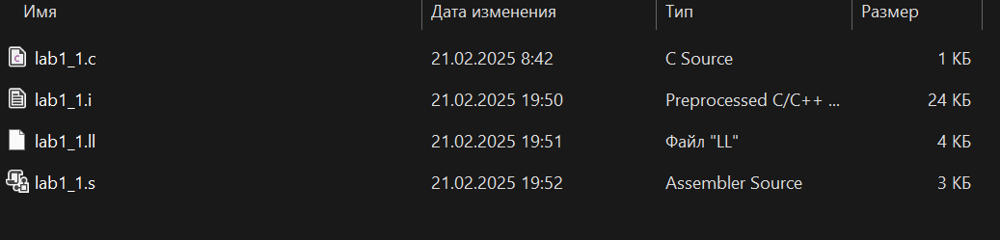 Имя Дата изменения Тип Размер
lab1_1.c 21.02.2025 8:42 C Source 1 КБ
lab1_1.i 21.02.2025 19:50 Preprocessed C/C++ ... 24 КБ
lab1_1.ll 21.02.2025 19:51 Файл "LL" 4 КБ
lab1_1.s 21.02.2025 19:52 Assembler Source 3 КБ